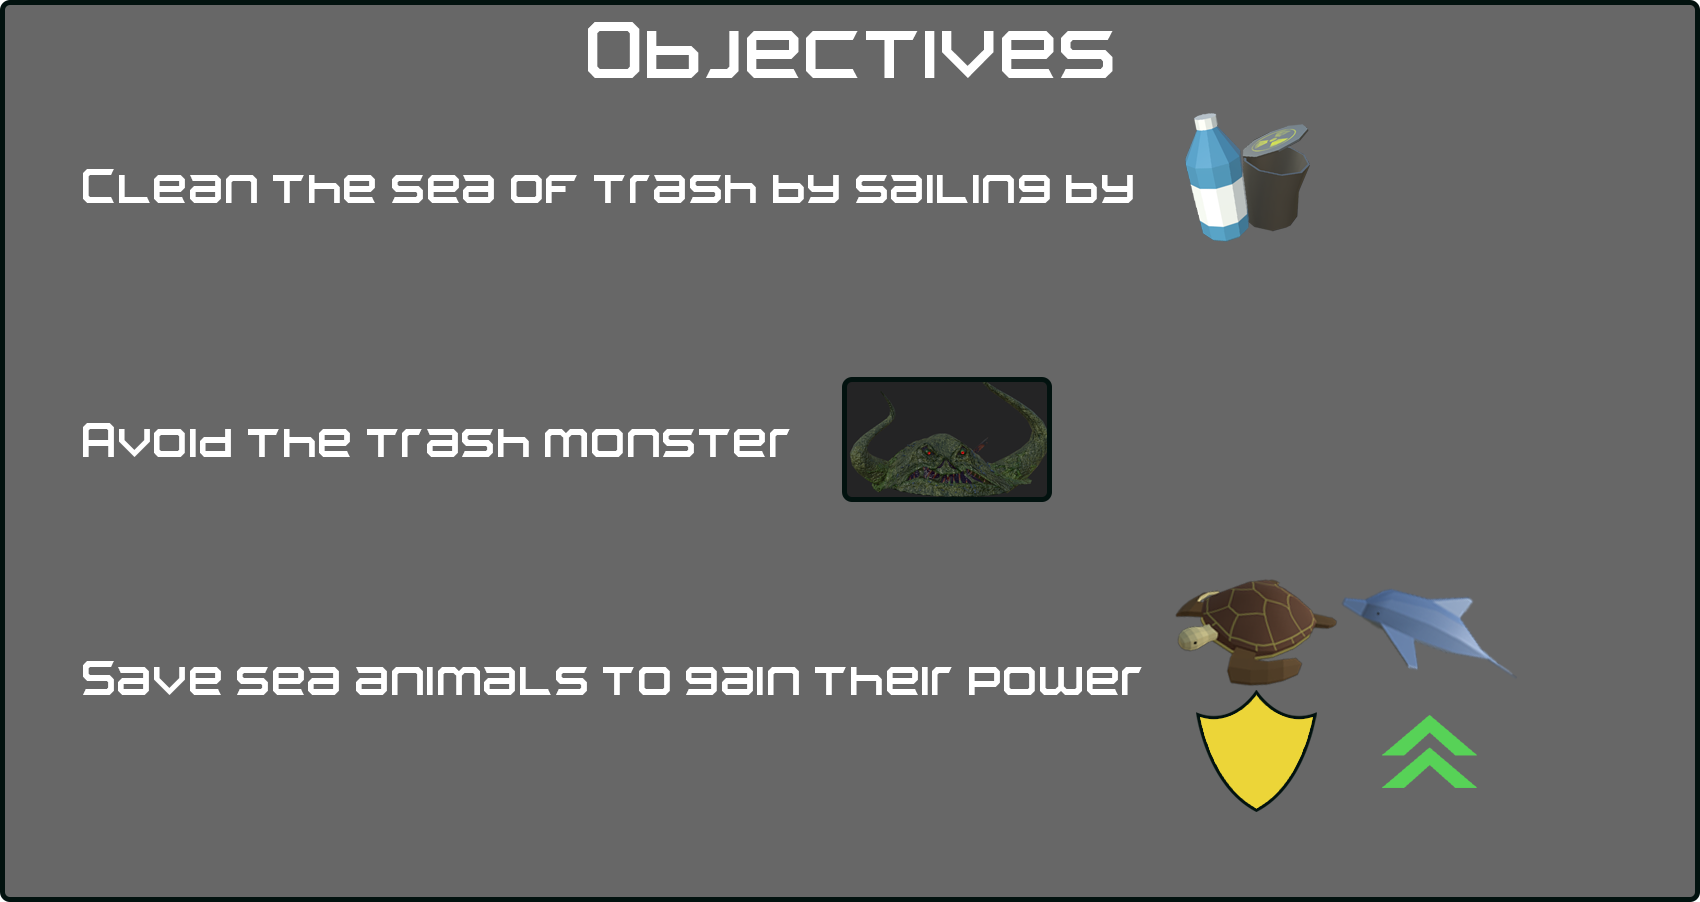 Objectives
Clean the sea of trash by sailing by
Avoid the trash monster
Save sea animals to gain their power